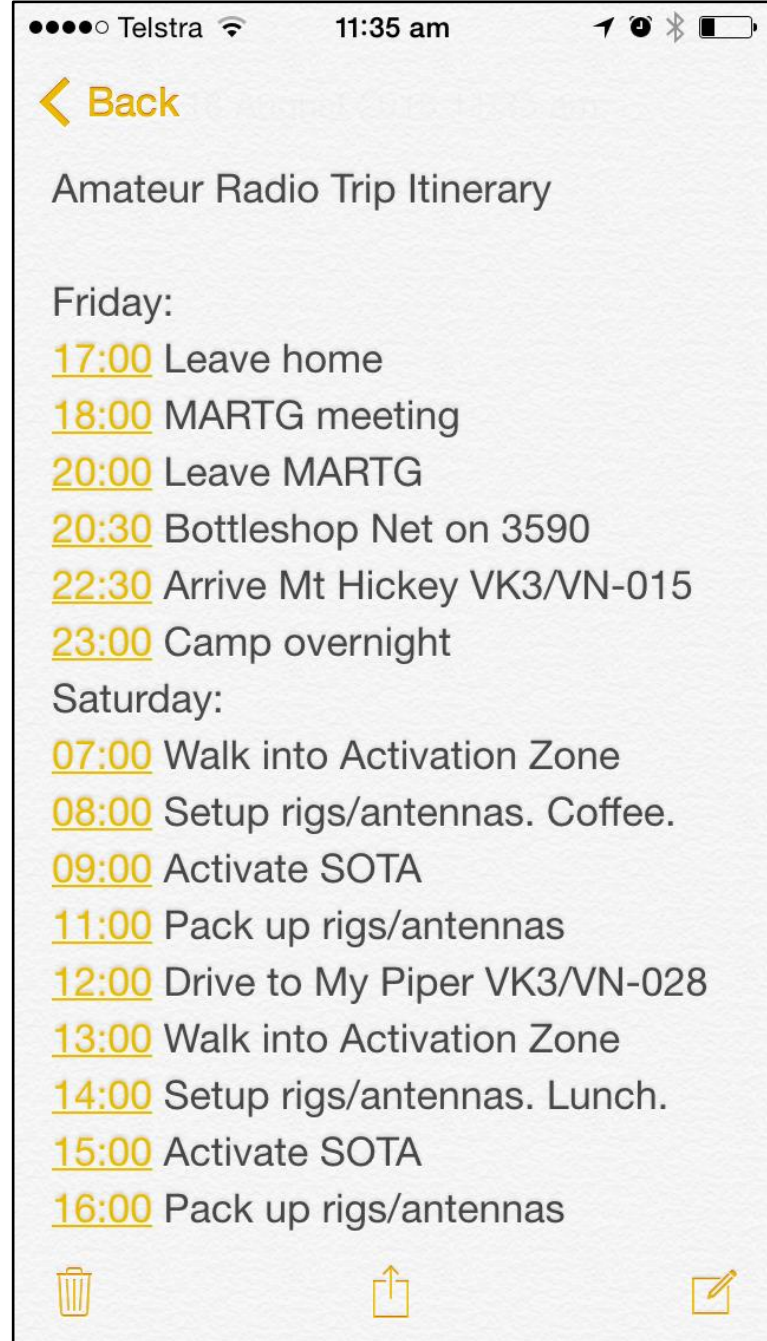 Telstra 11:35 am
Back
Amateur Radio Trip Itinerary
Friday:
17:00 Leave home
18:00 MARTG meeting
20:00 Leave MARTG
20:30 Bottleshop Net on 3590
22:30 Arrive Mt Hickey VK3/VN-015
23:00 Camp overnight
Saturday:
07:00 Walk into Activation Zone
08:00 Setup rigs/antennas. Coffee.
09:00 Activate SOTA
11:00 Pack up rigs/antennas
12:00 Drive to My Piper VK3/VN-028
13:00 Walk into Activation Zone
14:00 Setup rigs/antennas. Lunch.
15:00 Activate SOTA
16:00 Pack up rigs/antennas